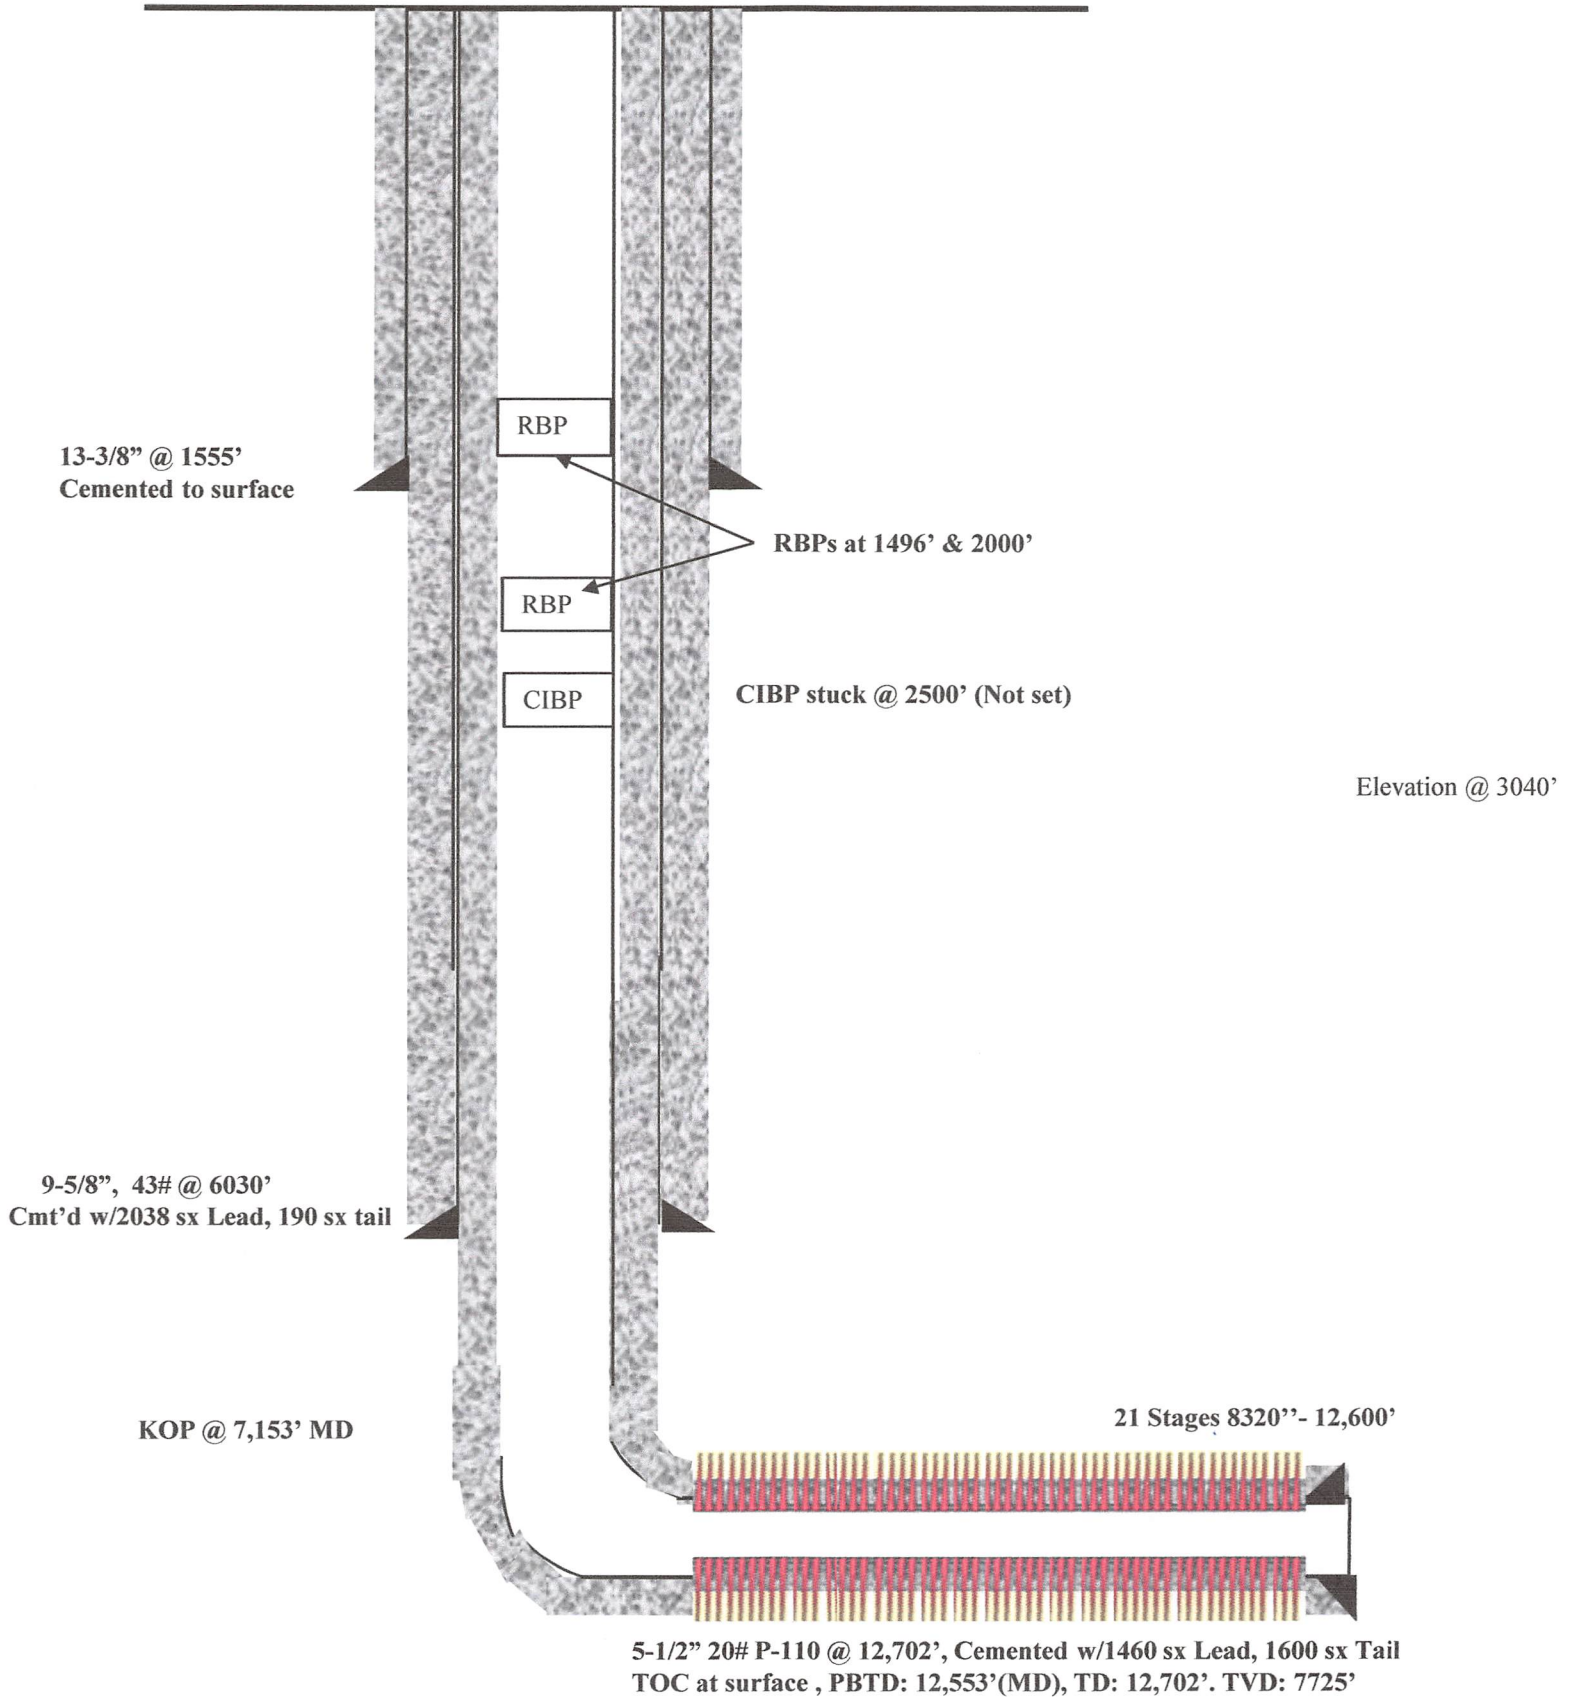 RBP
13-3/8” @ 1555’
Cemented to surface
RBPs at 1496’ & 2000’
RBP
CIBP
CIBP stuck @ 2500’ (Not set)
Elevation @ 3040’
9-5/8”, 43# @ 6030’
Cmt’d w/2038 sx Lead, 190 sx tail
KOP @ 7,153’ MD
21 Stages 8320’’- 12,600’
5-1/2” 20# P-110 @ 12,702’, Cemented w/1460 sx Lead, 1600 sx Tail
TOC at surface , PBTD: 12,553’(MD), TD: 12,702’. TVD: 7725’